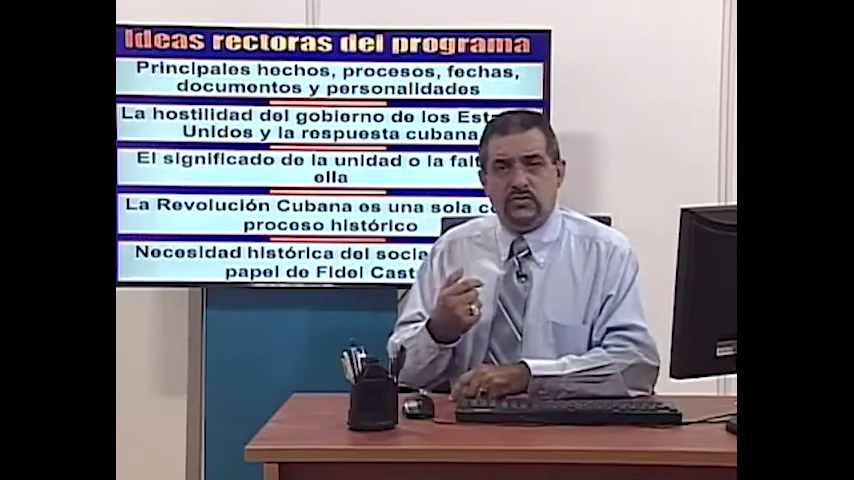 Ideas rectoras del programa
Principales hechos, procesos, fechas,
documentos y personalidades
La hostilidad del gobierno de los
Unidos y la respuesta cubana
El significado de la unidad o la
ella
La Revolución Cubana es una sola
proceso histórico
Necesidad histórica del
papel de Fidel